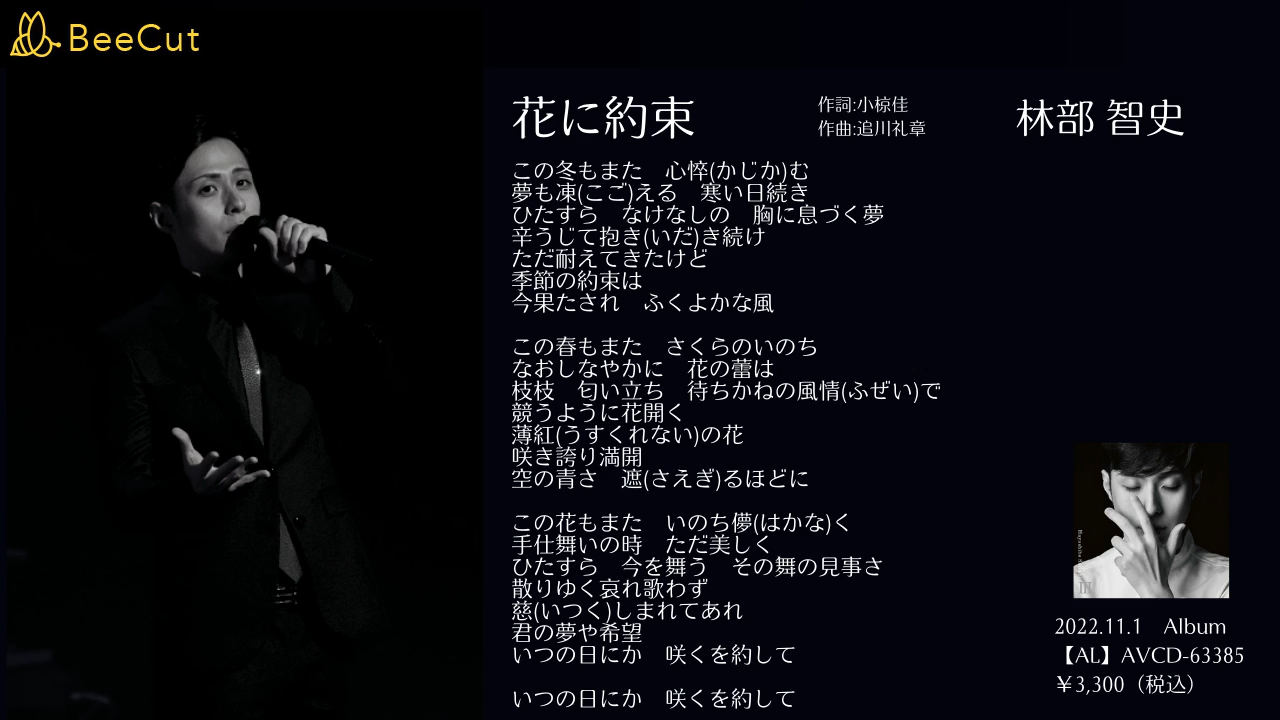 BeeCut
花に約束
作詞:小椋佳
作曲:追川礼章
林部 智史
この冬もまた　心悴(かじか)む
夢も凍(こご)える　寒い日続き
ひたすら　なけなしの　胸に息づく夢
辛うじて抱き(いだ)き続け
ただ耐えてきたけど
季節の約束は
今果たされ　ふくよかな風
この春もまた　さくらのいのち
なおしなやかに　花の蕾は
枝枝　匂い立ち　待ちかねの風情(ふぜい)で
競うように花開く
薄紅(うすくれない)の花
咲き誇り満開
空の青さ　遮(さえぎ)るほどに
この花もまた　いのち儚(はかな)く
手仕舞いの時　ただ美しく
ひたすら　今を舞う　その舞の見事さ
散りゆく哀れ歌わず
慈(いつく)しまれてあれ
君の夢や希望
いつの日にか　咲くを約して
いつの日にか　咲くを約して
III
2022.11.1　Album
【AL】AVCD-63385
￥3,300（税込）